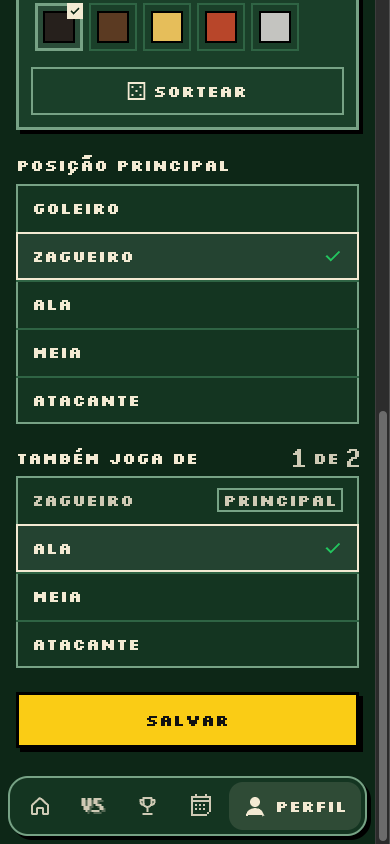 SORTEAR
POSIÇÃO PRINCIPAL
GOLEIRO
ZAGUEIRO
ALA
MEIA
ATACANTE
TAMBÉM JOGA DE 1 DE 2
ZAGUEIRO PRINCIPAL
ALA
MEIA
ATACANTE
SALVAR
VS PERFIL